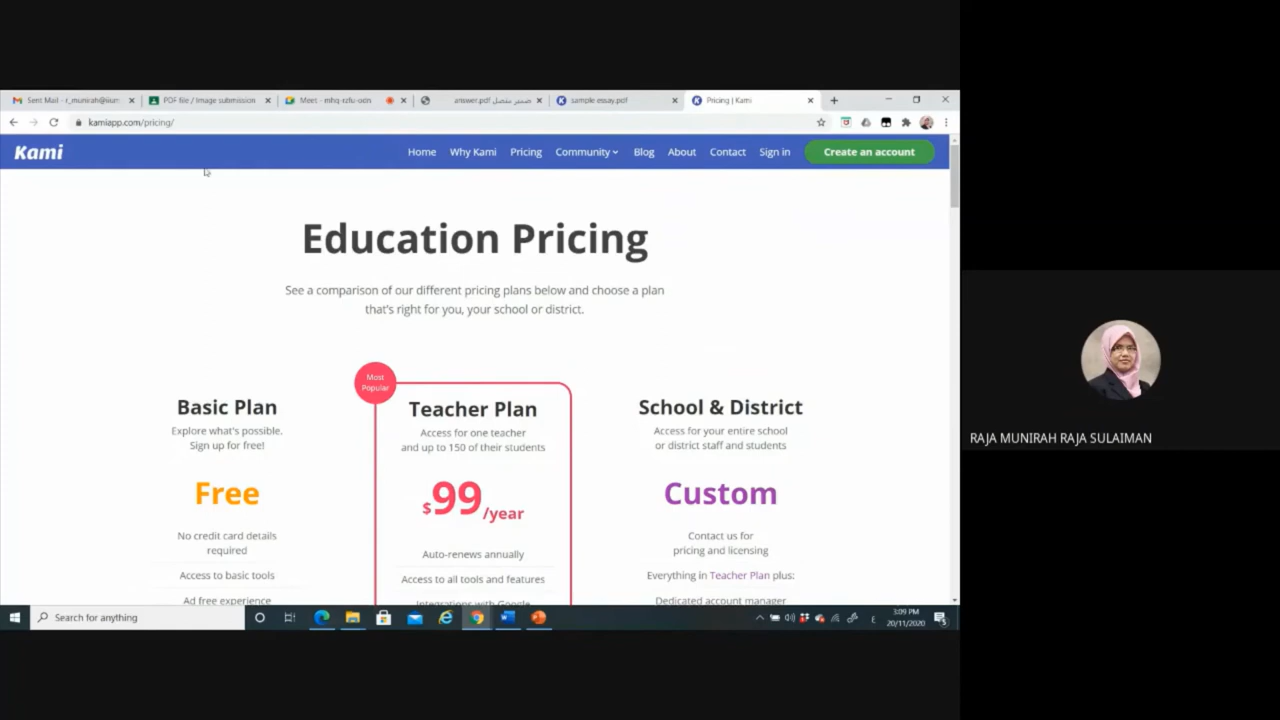 Sent Mail - r_munirah@iium
PDF file / Image submission
Meet - mhq-rzfu-odn
ضمير منفصل answer.pdf
sample essay.pdf
Pricing | Kami
kamiapp.com/pricing/
Kami
Home
Why Kami
Pricing
Community
Blog
About
Contact
Sign in
Create an account
Education Pricing
See a comparison of our different pricing plans below and choose a plan
that's right for you, your school or district.
Most
Popular
Basic Plan
Explore what's possible.
Sign up for free!
Free
No credit card details
required
Access to basic tools
Ad free experience
Teacher Plan
Access for one teacher
and up to 150 of their students
$99/year
Auto-renews annually
Access to all tools and features
Integrations with Google
School & District
Access for your entire school
or district staff and students
Custom
Contact us for
pricing and licensing
Everything in Teacher Plan plus:
Dedicated account manager
RAJA MUNIRAH RAJA SULAIMAN
Search for anything
ع
3:09 PM
20/11/2020